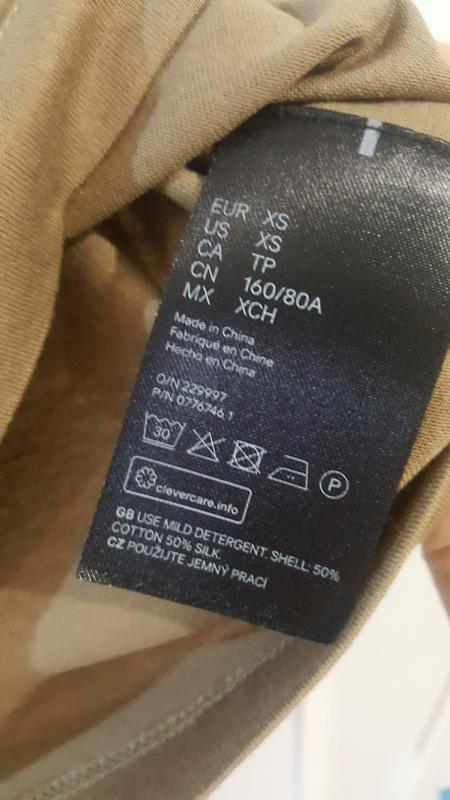 EUR XS
US XS
CA TP
CN 160/80A
MX XCH
Made in China
Fabriqué en Chine
Hecho en China
O/N 229997
P/N 0776746.1
30
P
clevercare.info
GB USE MILD DETERGENT. SHELL: 50%
COTTON 50% SILK.
CZ POUŽIJTE JEMNÝ PRACÍ